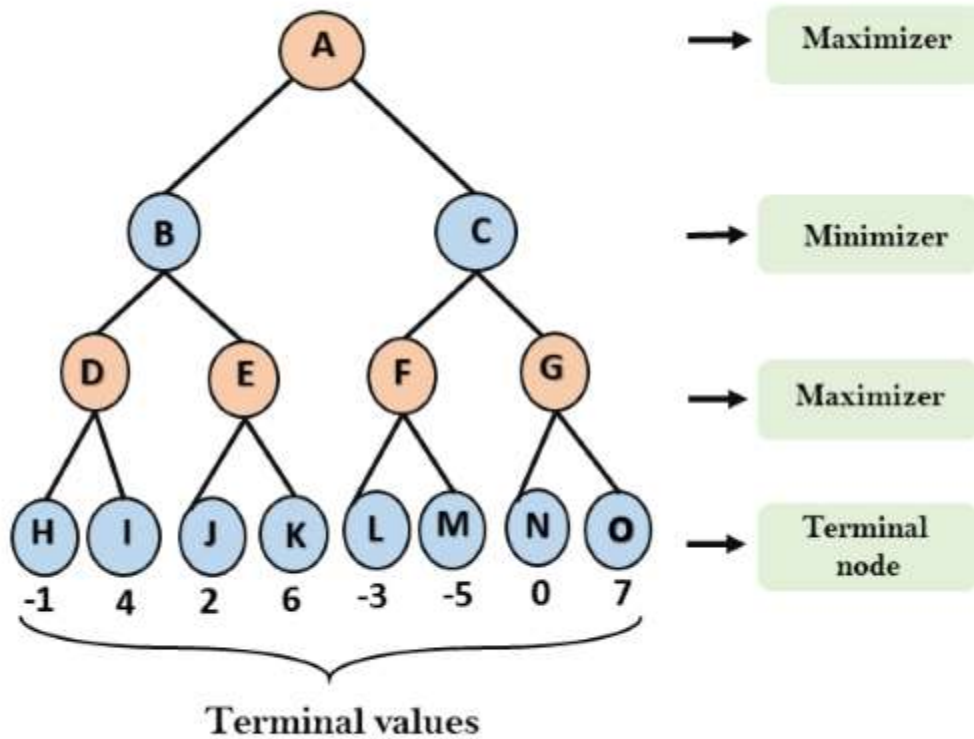 A
Maximizer
B
C
Minimizer
D
E
F
G
Maximizer
H
I
J
K
L
M
N
O
Terminal
node
-1
4
2
6
-3
-5
0
7
Terminal values